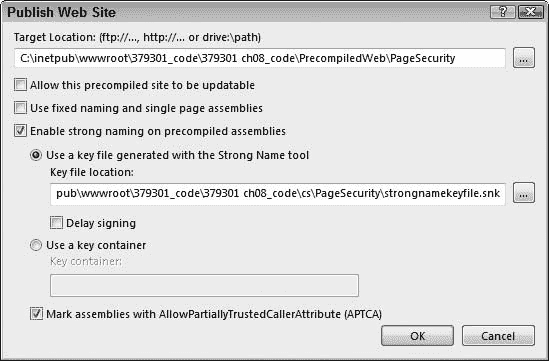 Publish Web Site
Target Location: (ftp://..., http://... or drive:\path)
C:\inetpub\wwwroot\379301_code\379301 ch08_code\PrecompiledWeb\PageSecurity
...
Allow this precompiled site to be updatable
Use fixed naming and single page assemblies
Enable strong naming on precompiled assemblies
Use a key file generated with the Strong Name tool
Key file location:
pub\wwwroot\379301_code\379301 ch08_code\cs\PageSecurity\strongnamekeyfile.snk
...
Delay signing
Use a key container
Key container:
Mark assemblies with AllowPartiallyTrustedCallerAttribute (APTCA)
OK
Cancel